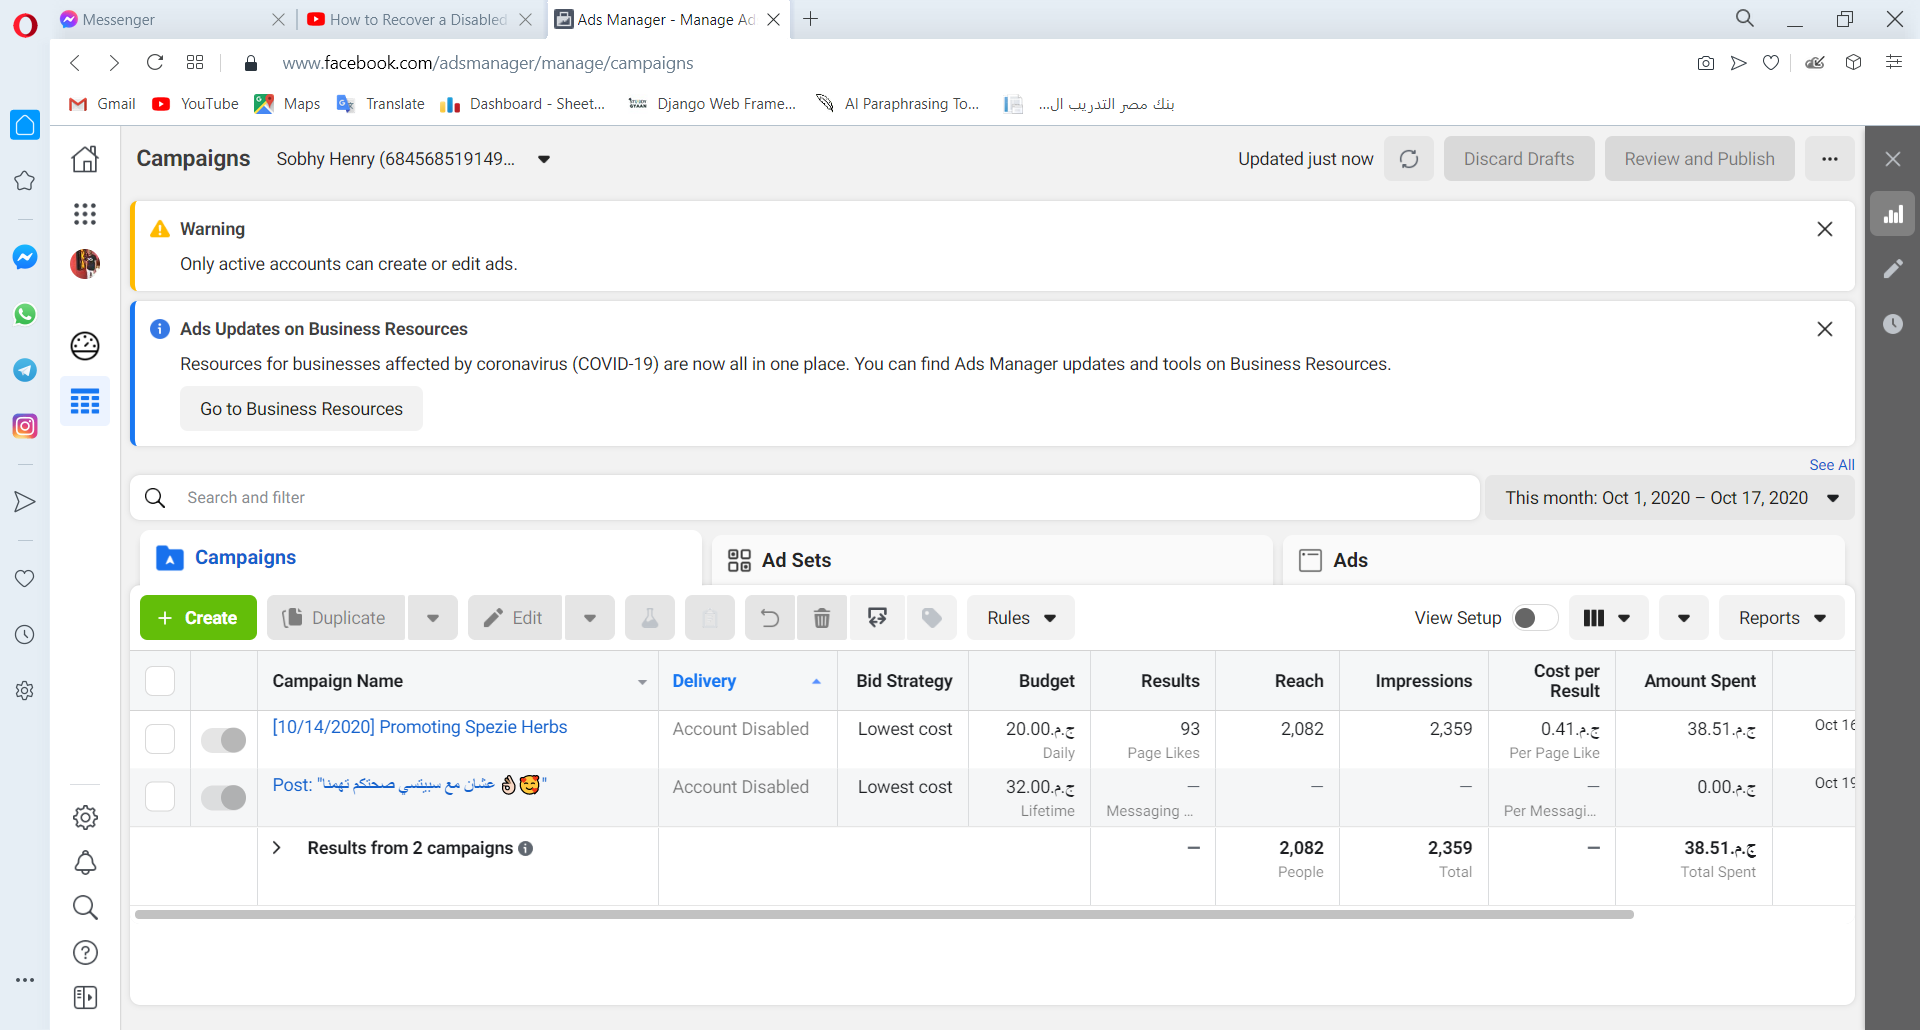 Messenger
How to Recover a Disabled
Ads Manager - Manage Ad
www.facebook.com/adsmanager/manage/campaigns
Gmail
YouTube
Maps
Translate
Dashboard - Sheet...
Django Web Frame...
AI Paraphrasing To...
بنك مصر التدريب ال...
Campaigns
Sobhy Henry (684568519149...
Updated just now
Discard Drafts
Review and Publish
Warning
Only active accounts can create or edit ads.
Ads Updates on Business Resources
Resources for businesses affected by coronavirus (COVID-19) are now all in one place. You can find Ads Manager updates and tools on Business Resources.
Go to Business Resources
See All
Search and filter
This month: Oct 1, 2020 – Oct 17, 2020
Campaigns
Ad Sets
Ads
+ Create
Duplicate
Edit
Rules
View Setup
Reports
Campaign Name
Delivery
Bid Strategy
Budget
Results
Reach
Impressions
Cost per
Result
Amount Spent
[10/14/2020] Promoting Spezie Herbs
Account Disabled
Lowest cost
ج.م.20.00
Daily
93
Page Likes
2,082
2,359
ج.م.0.41
Per Page Like
ج.م.38.51
Oct 16
Post: "عشان مع سبيتسي صحتكم تهمنا 👌🏻🥰"
Account Disabled
Lowest cost
ج.م.32.00
Lifetime
—
Messaging ...
—
—
—
Per Messagi...
ج.م.0.00
Oct 19
Results from 2 campaigns
—
2,082
People
2,359
Total
—
ج.م.38.51
Total Spent